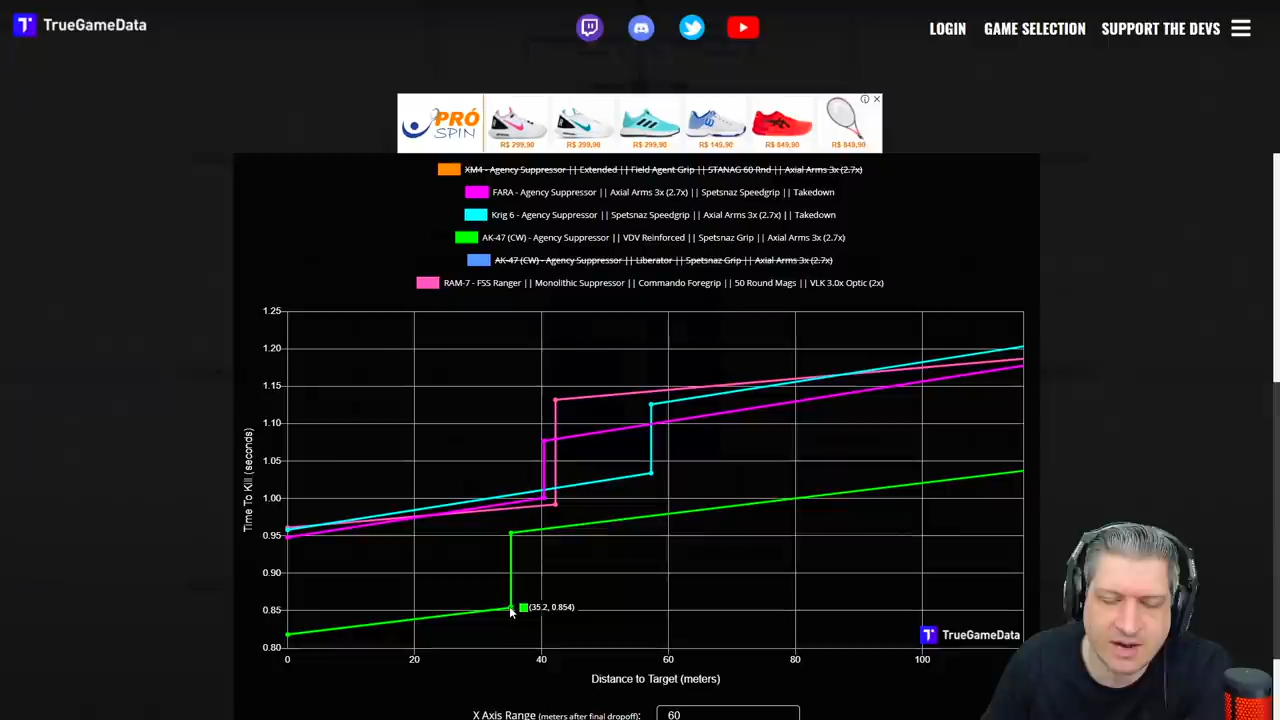 TrueGameData
LOGIN GAME SELECTION SUPPORT THE DEVS
PRÓ SPIN
R$ 299,90 R$ 299,90 R$ 299,90 R$ 149,90 R$ 849,90 R$ 849,90
XM4 - Agency Suppressor || Extended || Field Agent Grip || STANAG 60 Rnd || Axial Arms 3x (2.7x)
FARA - Agency Suppressor || Axial Arms 3x (2.7x) || Spetsnaz Speedgrip || Takedown
Krig 6 - Agency Suppressor || Spetsnaz Speedgrip || Axial Arms 3x (2.7x) || Takedown
AK-47 (CW) - Agency Suppressor || VDV Reinforced || Spetsnaz Grip || Axial Arms 3x (2.7x)
AK-47 (CW) - Agency Suppressor || Liberator || Spetsnaz Grip || Axial Arms 3x (2.7x)
RAM-7 - FSS Ranger || Monolithic Suppressor || Commando Foregrip || 50 Round Mags || VLK 3.0x Optic (2x)
Time To Kill (seconds)
1.25
1.20
1.15
1.10
1.05
1.00
0.95
0.90
0.85
0.80
(35.2, 0.854)
TrueGameData
0 20 40 60 80 100
Distance to Target (meters)
X Axis Range (meters after final dropoff): 60